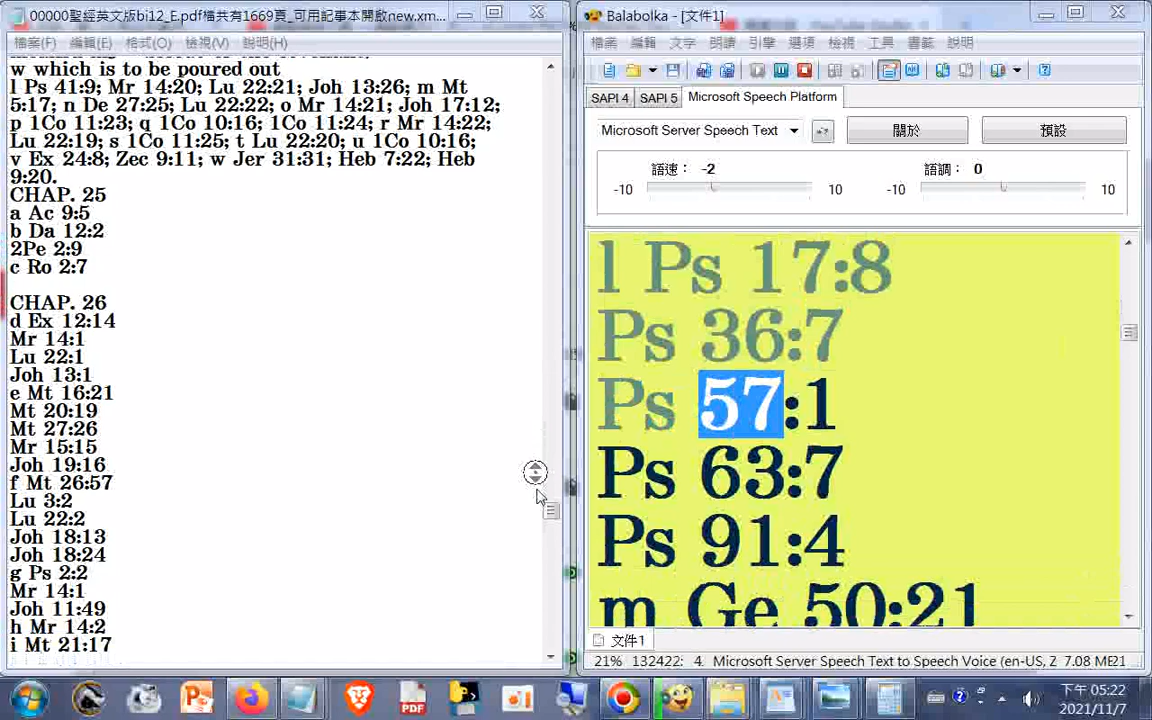 00000聖經英文版bi12_E.pdf檔共有1669頁_可用記事本開啟new.xm...
檔案(F) 編輯(E) 格式(O) 檢視(V) 說明(H)
w which is to be poured out
l Ps 41:9; Mr 14:20; Lu 22:21; Joh 13:26; m Mt
5:17; n De 27:25; Lu 22:22; o Mr 14:21; Joh 17:12;
p 1Co 11:23; q 1Co 10:16; 1Co 11:24; r Mr 14:22;
Lu 22:19; s 1Co 11:25; t Lu 22:20; u 1Co 10:16;
v Ex 24:8; Zec 9:11; w Jer 31:31; Heb 7:22; Heb
9:20.
CHAP. 25
a Ac 9:5
b Da 12:2
2Pe 2:9
c Ro 2:7
CHAP. 26
d Ex 12:14
Mr 14:1
Lu 22:1
Joh 13:1
e Mt 16:21
Mt 20:19
Mt 27:26
Mr 15:15
Joh 19:16
f Mt 26:57
Lu 3:2
Lu 22:2
Joh 18:13
Joh 18:24
g Ps 2:2
Mr 14:1
Joh 11:49
h Mr 14:2
i Mt 21:17
Balabolka - [文件1]
檔案 編輯 文字 朗讀 引擎 選項 檢視 工具 書籤 說明
SAPI 4 SAPI 5 Microsoft Speech Platform
Microsoft Server Speech Text 關於 預設
語速： -2 語調： 0
-10 10 -10 10
l Ps 17:8
Ps 36:7
Ps 57:1
Ps 63:7
Ps 91:4
m Ge 50:21
文件1
21% 132422: 4. Microsoft Server Speech Text to Speech Voice (en-US, Z 7.08 ME21
PDF
下午 05:22
2021/11/7